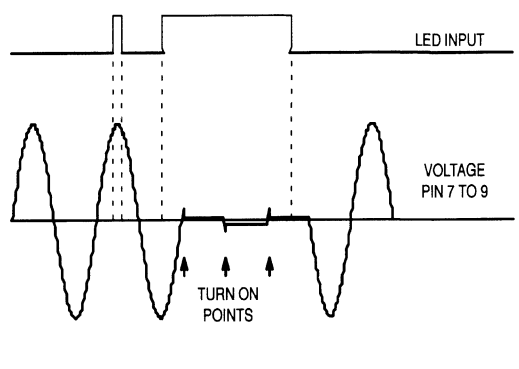 LED INPUT
VOLTAGE
PIN 7 TO 9
TURN ON
POINTS